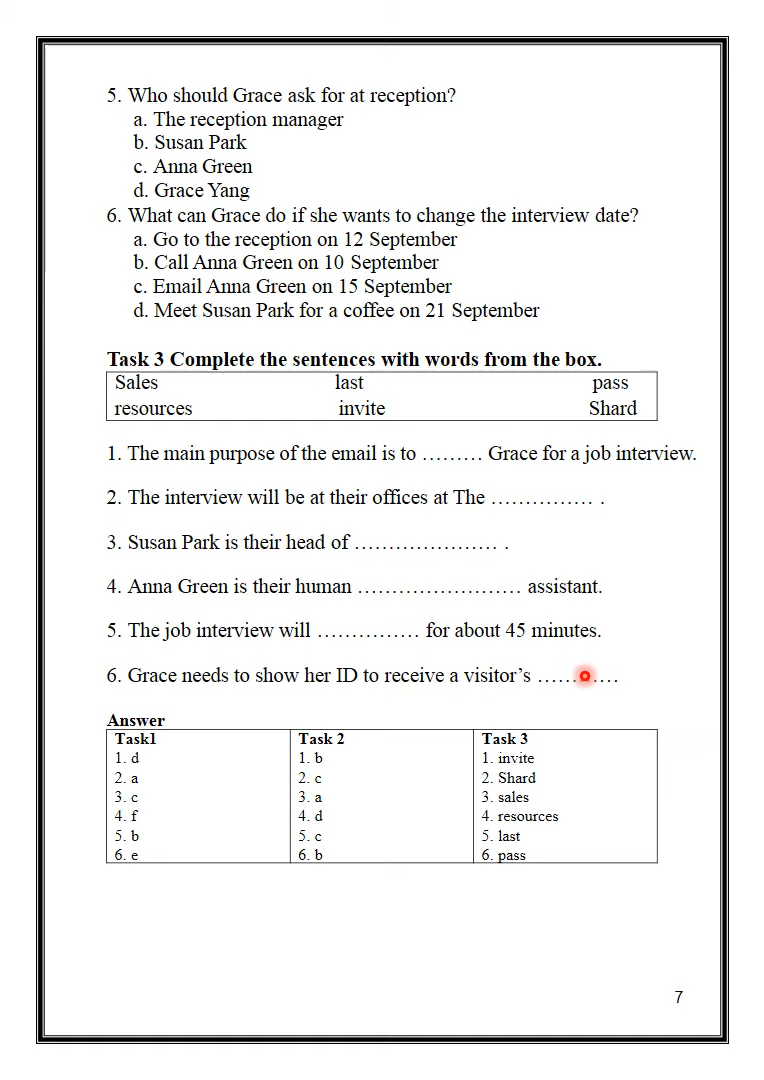 5. Who should Grace ask for at reception?
a. The reception manager
b. Susan Park
c. Anna Green
d. Grace Yang
6. What can Grace do if she wants to change the interview date?
a. Go to the reception on 12 September
b. Call Anna Green on 10 September
c. Email Anna Green on 15 September
d. Meet Susan Park for a coffee on 21 September
Task 3 Complete the sentences with words from the box.
Sales last pass
resources invite Shard
1. The main purpose of the email is to ……… Grace for a job interview.
2. The interview will be at their offices at The …………… .
3. Susan Park is their head of ………………… .
4. Anna Green is their human …………………… assistant.
5. The job interview will …………… for about 45 minutes.
6. Grace needs to show her ID to receive a visitor’s …………
Answer
Task1 Task 2 Task 3
1. d 1. b 1. invite
2. a 2. c 2. Shard
3. c 3. a 3. sales
4. f 4. d 4. resources
5. b 5. c 5. last
6. e 6. b 6. pass
7